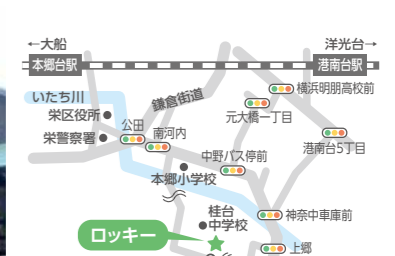 ←大船
洋光台→
本郷台駅
港南台駅
いたち川
鎌倉街道
横浜明朋高校前
栄区役所
元大橋一丁目
公田
栄警察署
南河内
港南台5丁目
中野バス停前
本郷小学校
桂台
中学校
神奈中車庫前
ロッキー
上郷